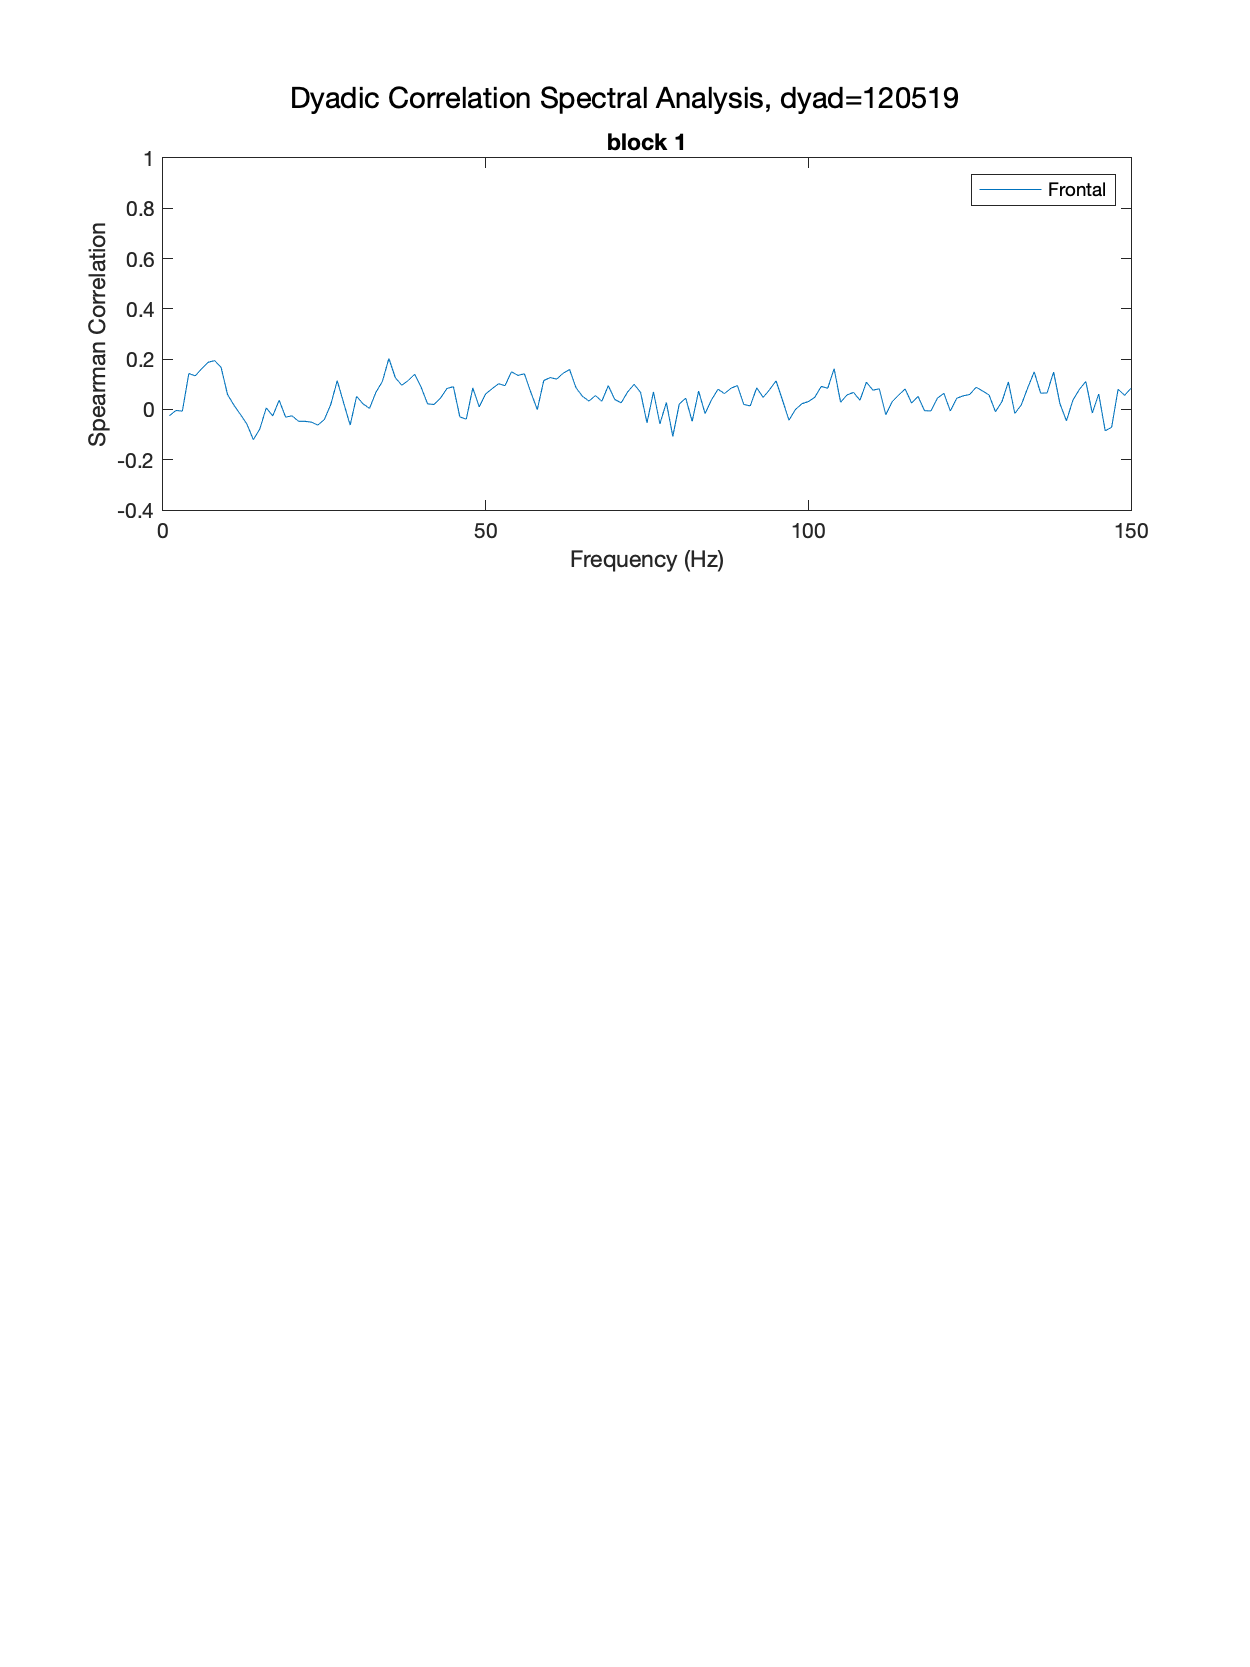 Dyadic Correlation Spectral Analysis, dyad=120519
block 1
Frontal
Spearman Correlation
1
0.8
0.6
0.4
0.2
0
-0.2
-0.4
0 50 100 150
Frequency (Hz)